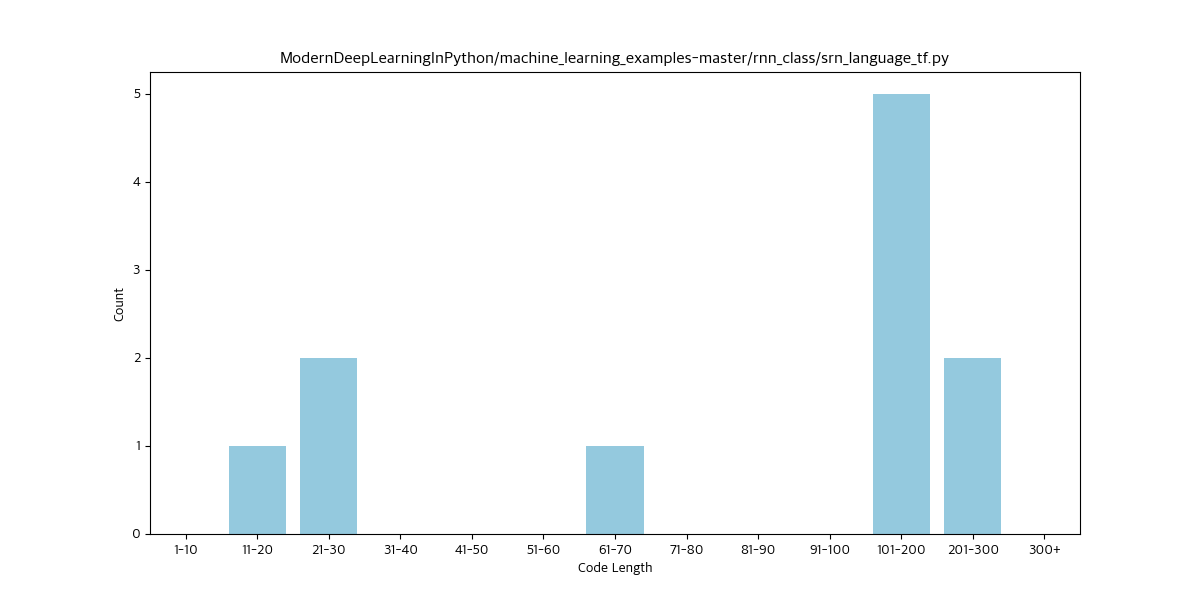 ModernDeepLearningInPython/machine_learning_examples-master/rnn_class/srn_language_tf.py
5
4
3
2
1
0
Count
1-10 11-20 21-30 31-40 41-50 51-60 61-70 71-80 81-90 91-100 101-200 201-300 300+
Code Length